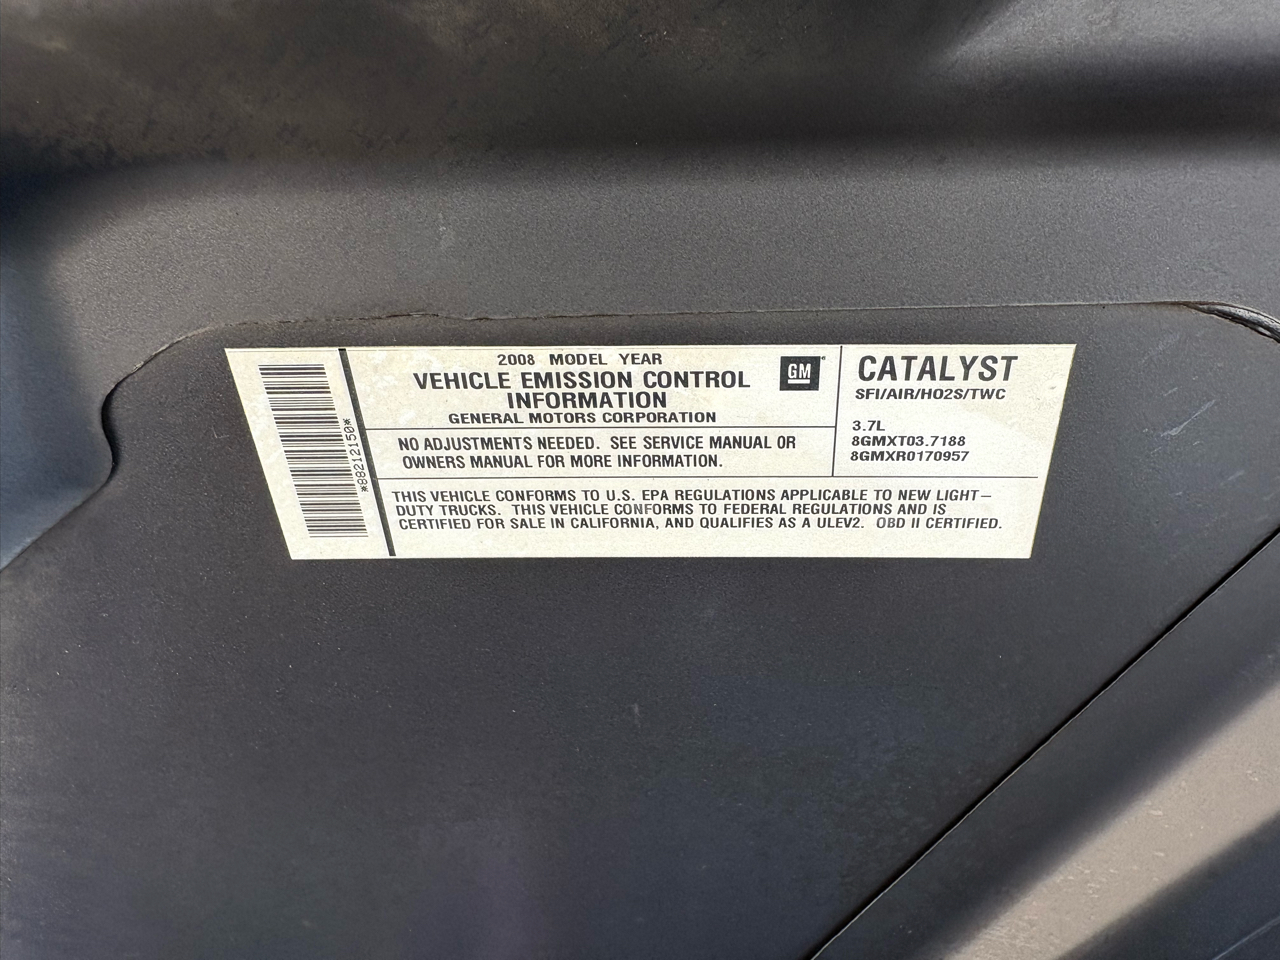 *88212150*
2008 MODEL YEAR
VEHICLE EMISSION CONTROL
INFORMATION
GENERAL MOTORS CORPORATION
GM
NO ADJUSTMENTS NEEDED. SEE SERVICE MANUAL OR
OWNERS MANUAL FOR MORE INFORMATION.
CATALYST
SFI/AIR/HO2S/TWC
3.7L
8GMXT03.7188
8GMXR0170957
THIS VEHICLE CONFORMS TO U.S. EPA REGULATIONS APPLICABLE TO NEW LIGHT-
DUTY TRUCKS. THIS VEHICLE CONFORMS TO FEDERAL REGULATIONS AND IS
CERTIFIED FOR SALE IN CALIFORNIA, AND QUALIFIES AS A ULEV2. OBD II CERTIFIED.